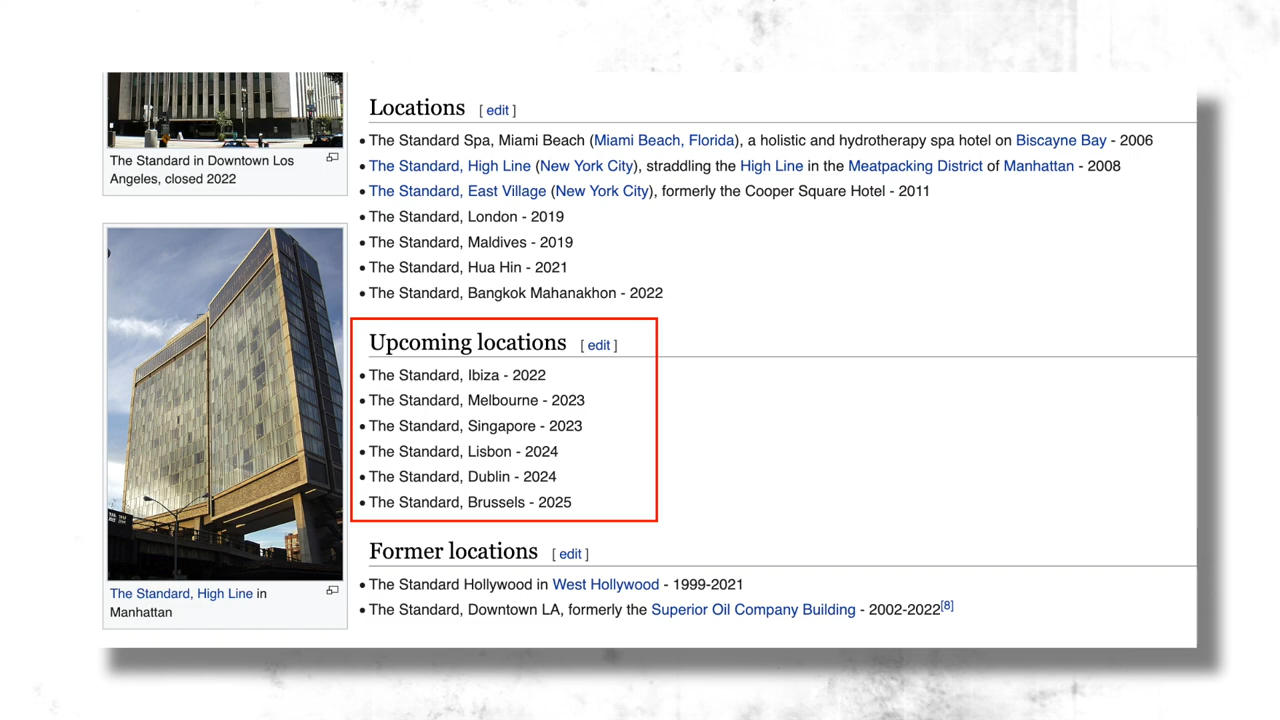 The Standard in Downtown Los
Angeles, closed 2022
The Standard, High Line in
Manhattan
Locations [ edit ]
• The Standard Spa, Miami Beach (Miami Beach, Florida), a holistic and hydrotherapy spa hotel on Biscayne Bay - 2006
• The Standard, High Line (New York City), straddling the High Line in the Meatpacking District of Manhattan - 2008
• The Standard, East Village (New York City), formerly the Cooper Square Hotel - 2011
• The Standard, London - 2019
• The Standard, Maldives - 2019
• The Standard, Hua Hin - 2021
• The Standard, Bangkok Mahanakhon - 2022
Upcoming locations [ edit ]
• The Standard, Ibiza - 2022
• The Standard, Melbourne - 2023
• The Standard, Singapore - 2023
• The Standard, Lisbon - 2024
• The Standard, Dublin - 2024
• The Standard, Brussels - 2025
Former locations [ edit ]
• The Standard Hollywood in West Hollywood - 1999-2021
• The Standard, Downtown LA, formerly the Superior Oil Company Building - 2002-2022[8]